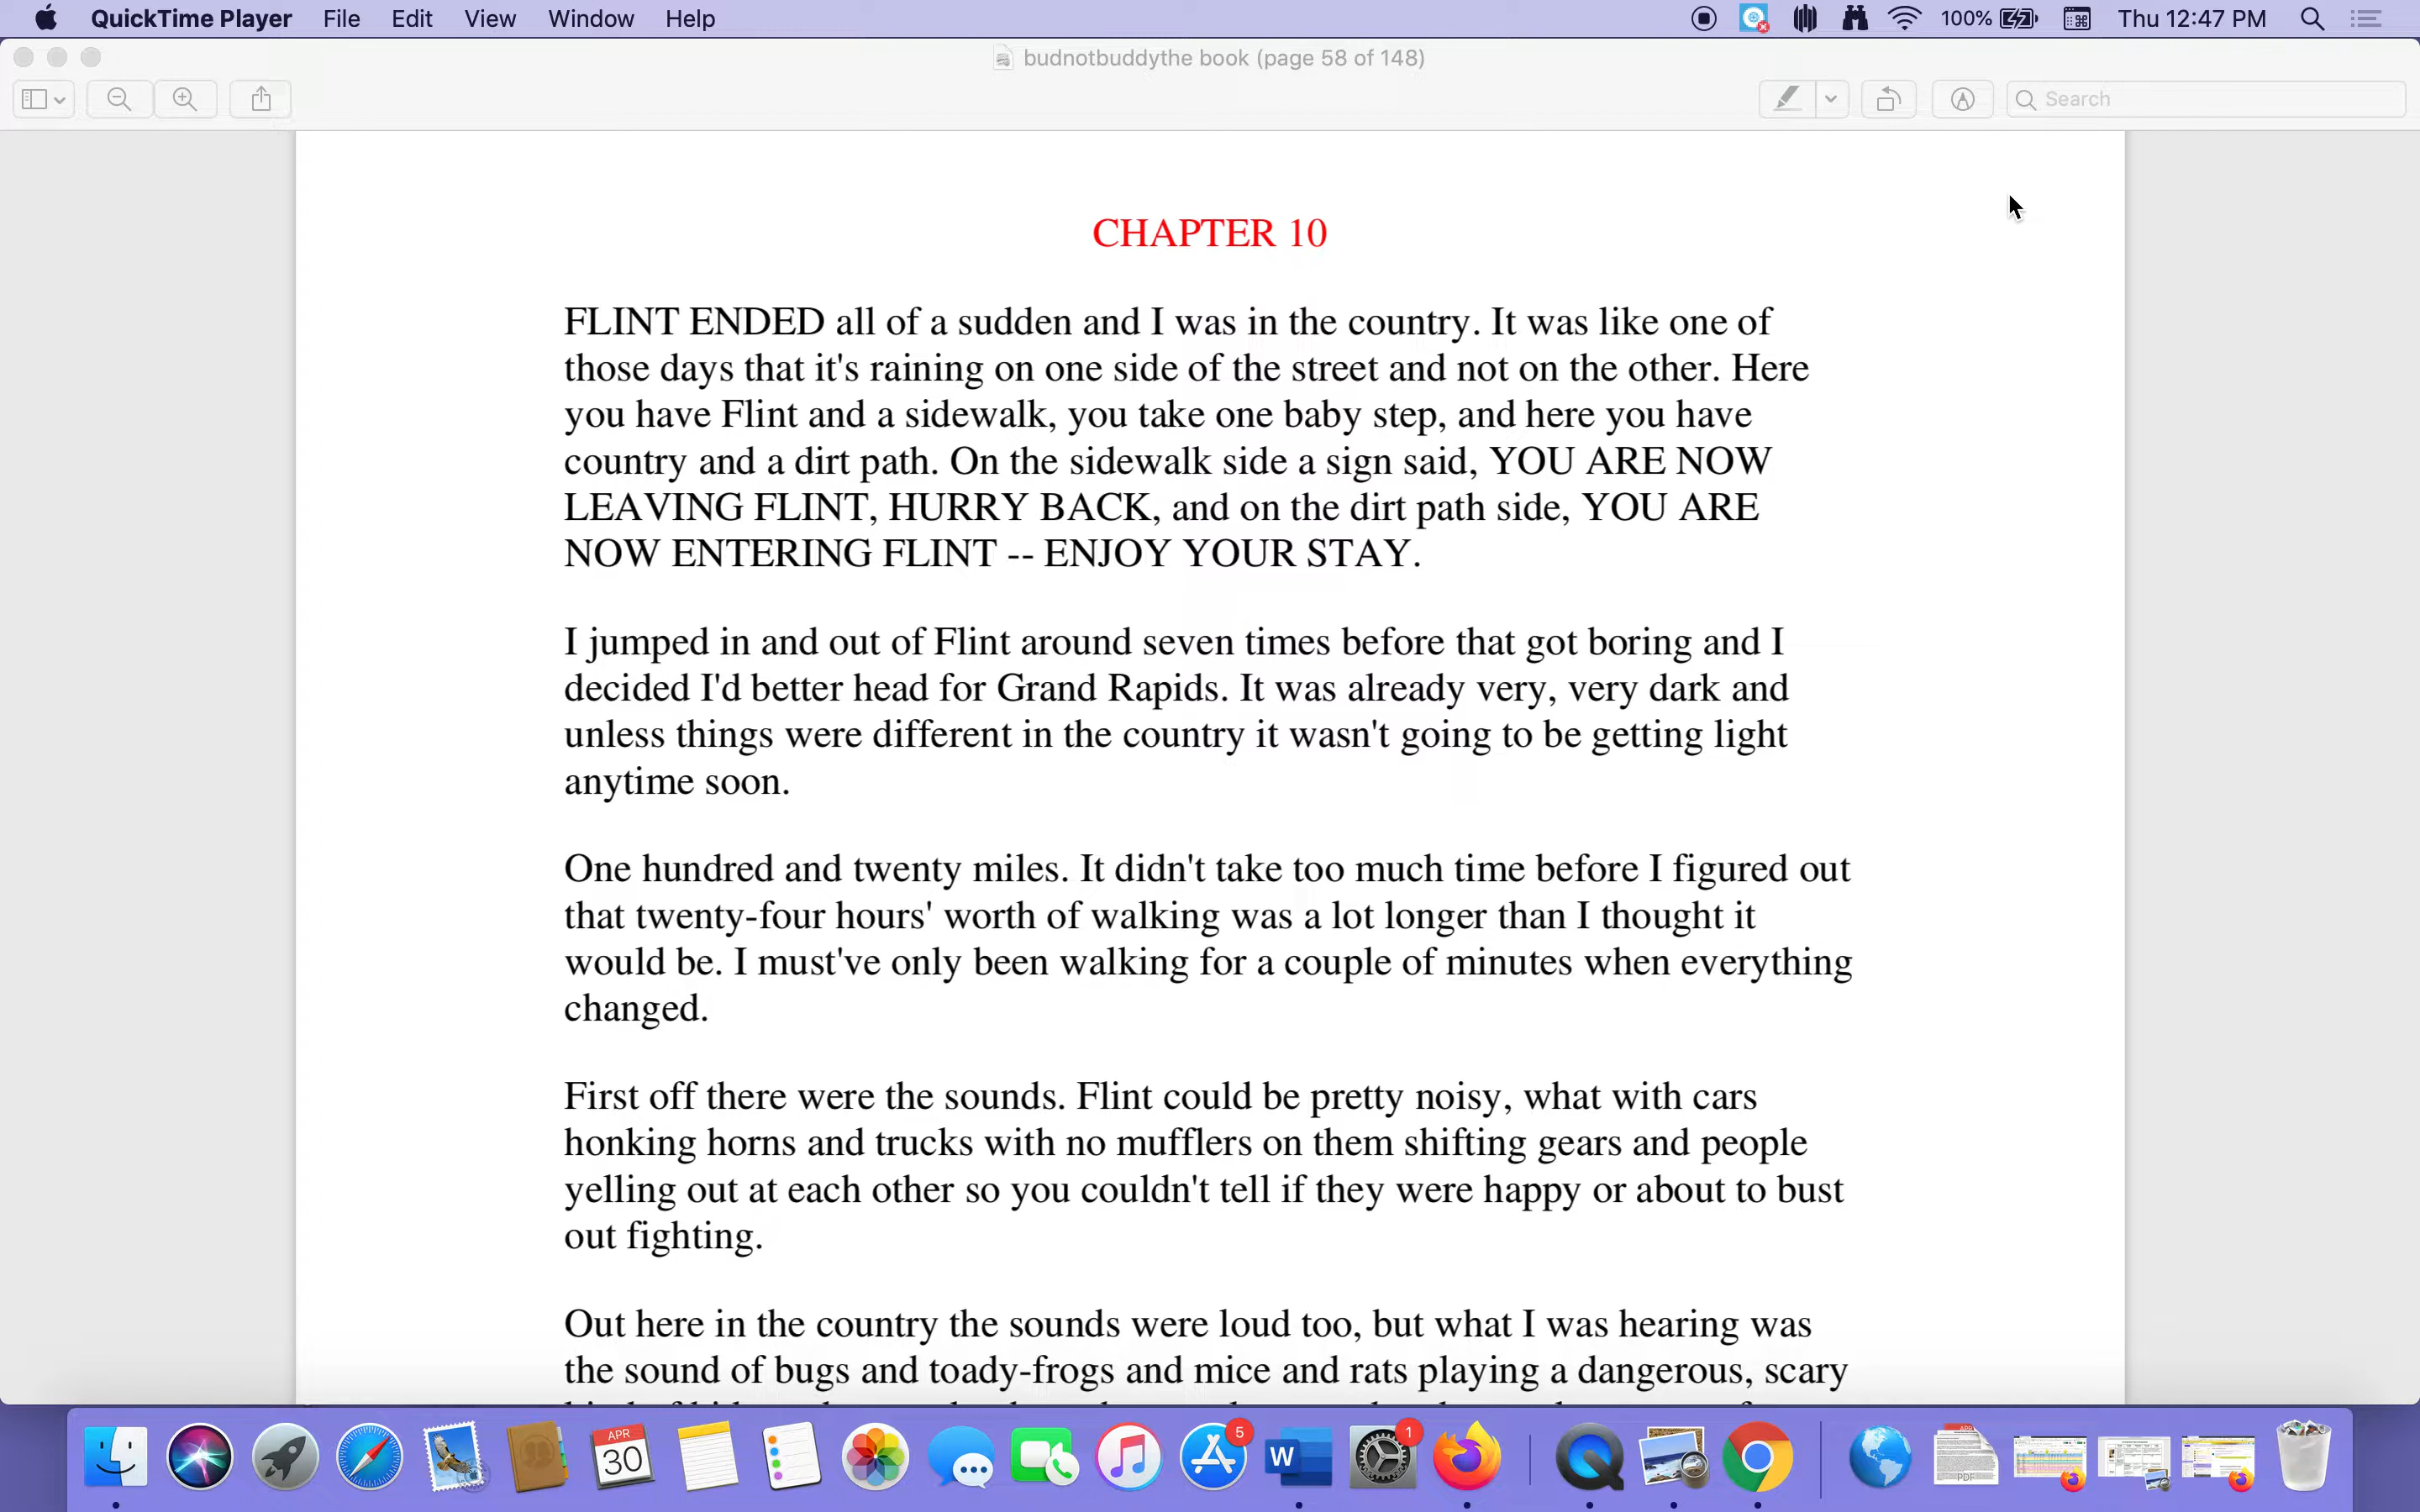 QuickTime Player File Edit View Window Help 100% Thu 12:47 PM
budnotbuddythe book (page 58 of 148)
Search
CHAPTER 10
FLINT ENDED all of a sudden and I was in the country. It was like one of
those days that it's raining on one side of the street and not on the other. Here
you have Flint and a sidewalk, you take one baby step, and here you have
country and a dirt path. On the sidewalk side a sign said, YOU ARE NOW
LEAVING FLINT, HURRY BACK, and on the dirt path side, YOU ARE
NOW ENTERING FLINT -- ENJOY YOUR STAY.
I jumped in and out of Flint around seven times before that got boring and I
decided I'd better head for Grand Rapids. It was already very, very dark and
unless things were different in the country it wasn't going to be getting light
anytime soon.
One hundred and twenty miles. It didn't take too much time before I figured out
that twenty-four hours' worth of walking was a lot longer than I thought it
would be. I must've only been walking for a couple of minutes when everything
changed.
First off there were the sounds. Flint could be pretty noisy, what with cars
honking horns and trucks with no mufflers on them shifting gears and people
yelling out at each other so you couldn't tell if they were happy or about to bust
out fighting.
Out here in the country the sounds were loud too, but what I was hearing was
the sound of bugs and toady-frogs and mice and rats playing a dangerous, scary
APR
30
5
W
1
PDF